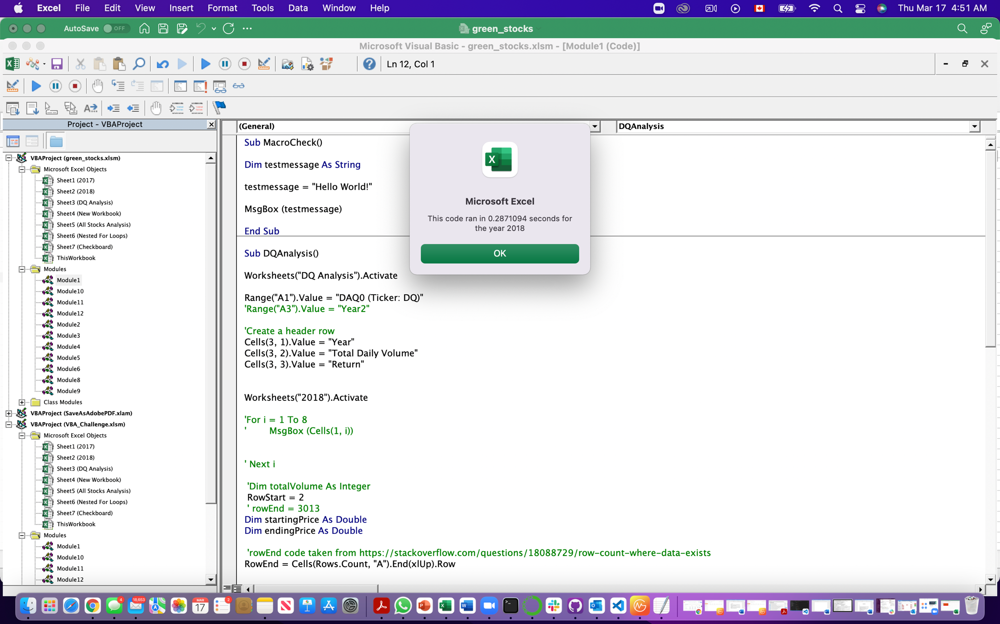 Excel File Edit View Insert Format Tools Data Window Help Thu Mar 17 4:51 AM
AutoSave OFF green_stocks
Microsoft Visual Basic - green_stocks.xlsm - [Module1 (Code)]
Ln 12, Col 1
Project - VBAProject
VBAProject (green_stocks.xlsm)
Microsoft Excel Objects
Sheet1 (2017)
Sheet2 (2018)
Sheet3 (DQ Analysis)
Sheet4 (New Workbook)
Sheet5 (All Stocks Analysis)
Sheet6 (Nested For Loops)
Sheet7 (Checkboard)
ThisWorkbook
Modules
Module1
Module10
Module11
Module12
Module2
Module3
Module4
Module5
Module6
Module8
Module9
Class Modules
VBAProject (SaveAsAdobePDF.xlam)
VBAProject (VBA_Challenge.xlsm)
Microsoft Excel Objects
Sheet1 (2017)
Sheet2 (2018)
Sheet3 (DQ Analysis)
Sheet4 (New Workbook)
Sheet5 (All Stocks Analysis)
Sheet6 (Nested For Loops)
Sheet7 (Checkboard)
ThisWorkbook
Modules
Module1
Module10
Module11
Module12
(General) DQAnalysis
Sub MacroCheck()
Dim testmessage As String
testmessage = "Hello World!"
MsgBox (testmessage)
End Sub
Sub DQAnalysis()
Worksheets("DQ Analysis").Activate
Range("A1").Value = "DAQ0 (Ticker: DQ)"
'Range("A3").Value = "Year2"
'Create a header row
Cells(3, 1).Value = "Year"
Cells(3, 2).Value = "Total Daily Volume"
Cells(3, 3).Value = "Return"
Worksheets("2018").Activate
'For i = 1 To 8
' MsgBox (Cells(1, i))
' Next i
'Dim totalVolume As Integer
RowStart = 2
' rowEnd = 3013
Dim startingPrice As Double
Dim endingPrice As Double
'rowEnd code taken from https://stackoverflow.com/questions/18088729/row-count-where-data-exists
RowEnd = Cells(Rows.Count, "A").End(xlUp).Row
Microsoft Excel
This code ran in 0.2871094 seconds for
the year 2018
OK
4
18,653
MAR
17
2